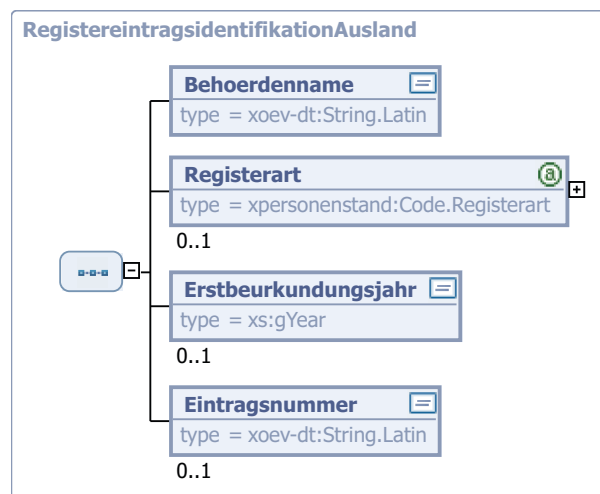 RegistereintragsidentifikationAusland
Behoerdenname
type = xoev-dt:String.Latin
Registerart
type = xpersonenstand:Code.Registerart
0..1
Erstbeurkundungsjahr
type = xs:gYear
0..1
Eintragsnummer
type = xoev-dt:String.Latin
0..1